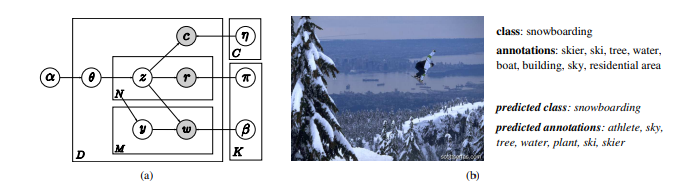 α
θ
z
c
η
C
r
π
N
y
w
β
M
D
K
(a)
(b)
class: snowboarding
annotations: skier, ski, tree, water,
boat, building, sky, residential area
predicted class: snowboarding
predicted annotations: athlete, sky,
tree, water, plant, ski, skier